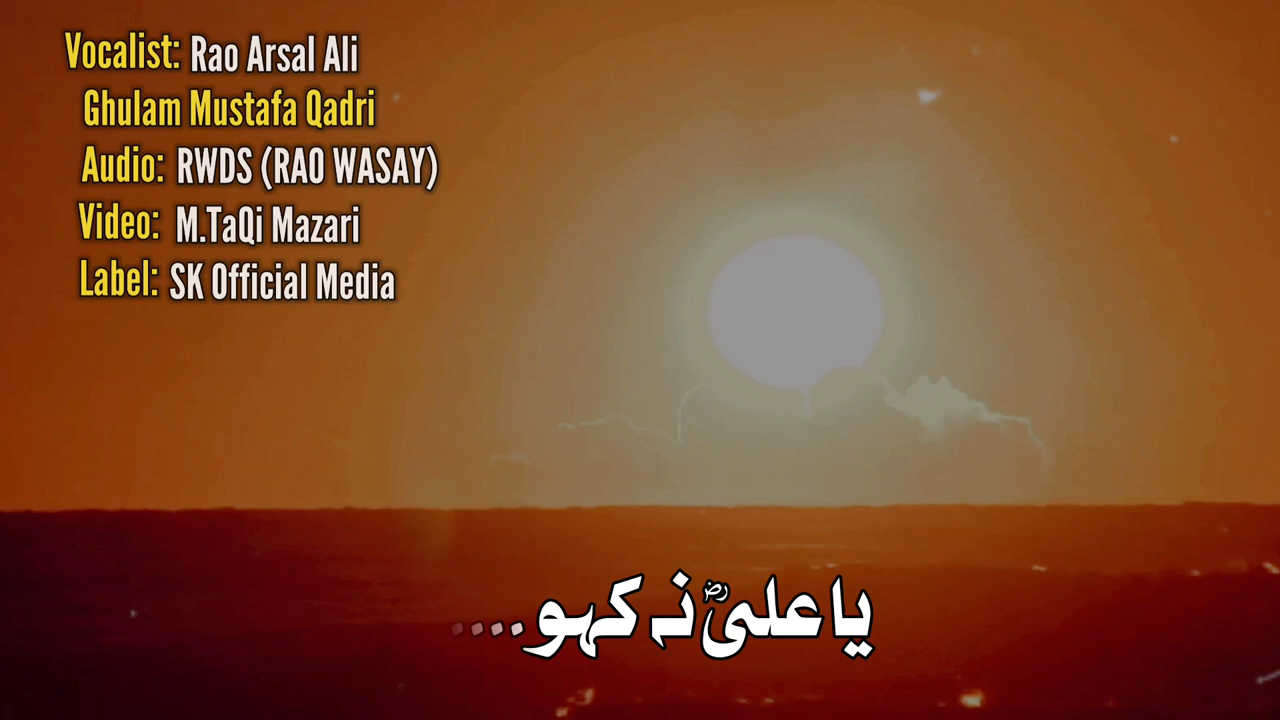 Vocalist: Rao Arsal Ali
Ghulam Mustafa Qadri
Audio: RWDS (RAO WASAY)
Video: M.TaQi Mazari
Label: SK Official Media
یا علیؓ نہ کہو....